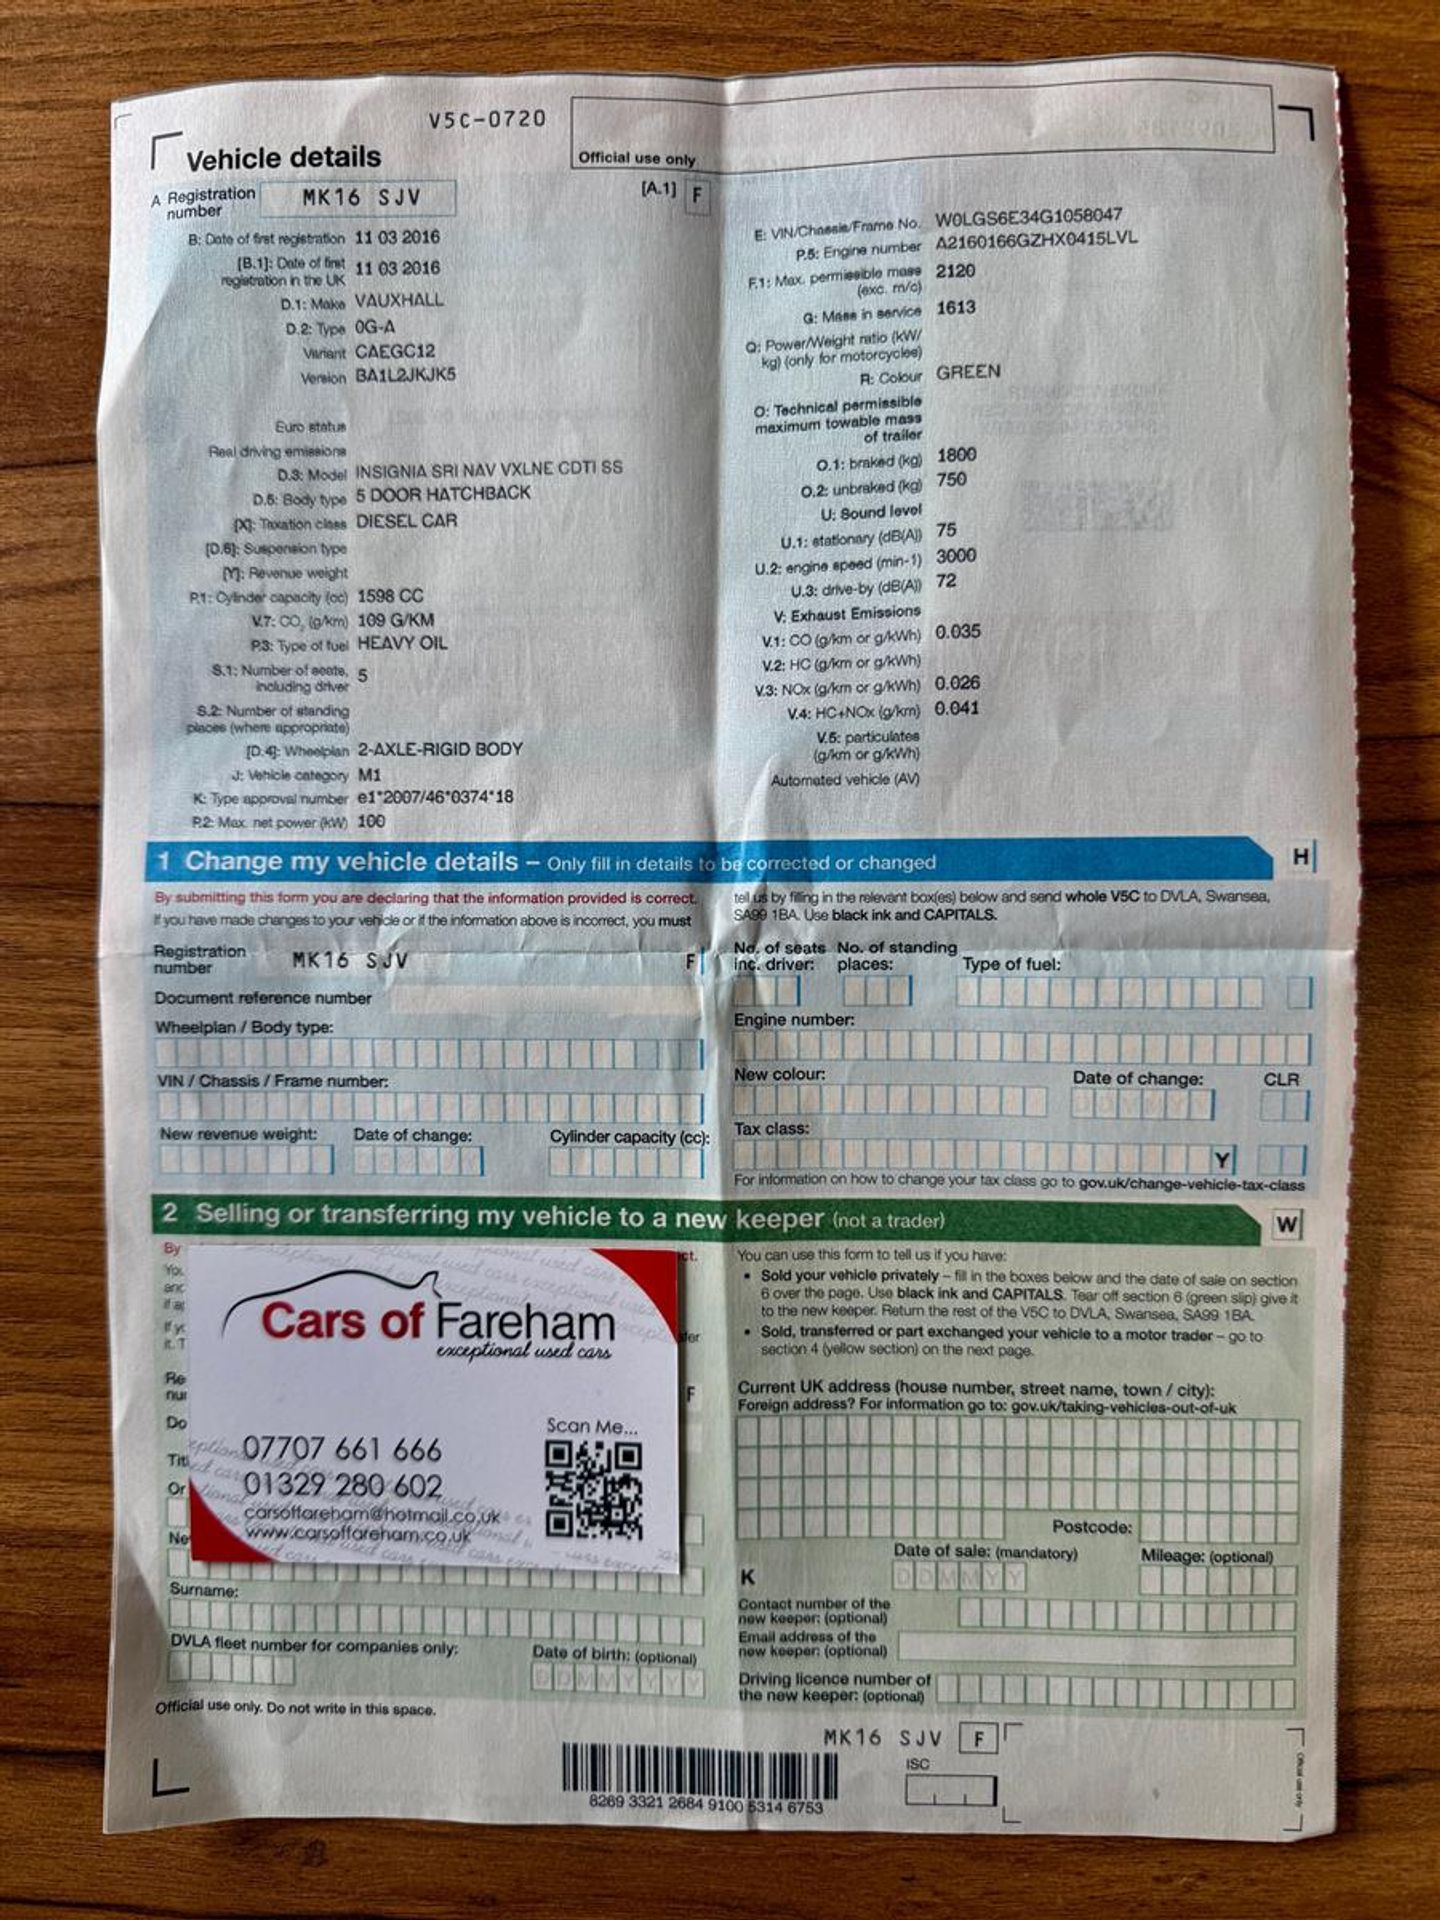 V5C-0720
Official use only
Vehicle details
A Registration number MK16 SJV
[A.1] F
B: Date of first registration 11 03 2016
[B.1]: Date of first registration in the UK 11 03 2016
D.1: Make VAUXHALL
D.2: Type 0G-A
Variant CAEGC12
Version BA1L2JKJK5
Euro status
Real driving emissions
D.3: Model INSIGNIA SRI NAV VXLNE CDTI SS
D.5: Body type 5 DOOR HATCHBACK
[X]: Taxation class DIESEL CAR
[D.6]: Suspension type
[Y]: Revenue weight
P.1: Cylinder capacity (cc) 1598 CC
V.7: CO2 (g/km) 109 G/KM
P.3: Type of fuel HEAVY OIL
S.1: Number of seats, including driver 5
S.2: Number of standing places (where appropriate)
[D.4]: Wheelplan 2-AXLE-RIGID BODY
J: Vehicle category M1
K: Type approval number e1*2007/46*0374*18
P.2: Max. net power (kW) 100
E: VIN/Chassis/Frame No. W0LGS6E34G1058047
P.5: Engine number A2160166GZHX0415LVL
F.1: Max. permissible mass (exc. m/c) 2120
G: Mass in service 1613
Q: Power/Weight ratio (kW/kg) (only for motorcycles)
R: Colour GREEN
O: Technical permissible maximum towable mass of trailer
O.1: braked (kg) 1800
O.2: unbraked (kg) 750
U: Sound level
U.1: stationary (dB(A)) 75
U.2: engine speed (min-1) 3000
U.3: drive-by (dB(A)) 72
V: Exhaust Emissions
V.1: CO (g/km or g/kWh) 0.035
V.2: HC (g/km or g/kWh)
V.3: NOx (g/km or g/kWh) 0.026
V.4: HC+NOx (g/km) 0.041
V.5: particulates (g/km or g/kWh)
Automated vehicle (AV)
1 Change my vehicle details – Only fill in details to be corrected or changed H
By submitting this form you are declaring that the information provided is correct.
If you have made changes to your vehicle or if the information above is incorrect, you must
tell us by filling in the relevant box(es) below and send whole V5C to DVLA, Swansea,
SA99 1BA. Use black ink and CAPITALS.
Registration number MK16 SJV F
Document reference number
Wheelplan / Body type:
VIN / Chassis / Frame number:
New revenue weight: Date of change: Cylinder capacity (cc):
No. of seats inc. driver: No. of standing places: Type of fuel:
Engine number:
New colour: Date of change: CLR
DDMMYY
Tax class: Y
For information on how to change your tax class go to gov.uk/change-vehicle-tax-class
2 Selling or transferring my vehicle to a new keeper (not a trader) W
By ct.
Re
nu
F
Do
Tit
Or
Ne
Cars of Fareham
exceptional used cars
Scan Me...
07707 661 666
01329 280 602
carsoffareham@hotmail.co.uk
www.carsoffareham.co.uk
Surname:
DVLA fleet number for companies only: Date of birth: (optional)
DDMMYYYY
You can use this form to tell us if you have:
• Sold your vehicle privately – fill in the boxes below and the date of sale on section
6 over the page. Use black ink and CAPITALS. Tear off section 6 (green slip) give it
to the new keeper. Return the rest of the V5C to DVLA, Swansea, SA99 1BA.
• Sold, transferred or part exchanged your vehicle to a motor trader – go to
section 4 (yellow section) on the next page.
Current UK address (house number, street name, town / city):
Foreign address? For information go to: gov.uk/taking-vehicles-out-of-uk
Postcode:
Date of sale: (mandatory) Mileage: (optional)
K DDMMYY
Contact number of the new keeper: (optional)
Email address of the new keeper: (optional)
Driving licence number of the new keeper: (optional)
Official use only. Do not write in this space.
MK16 SJV F
ISC
8269 3321 2684 9100 5314 6753
Official use only